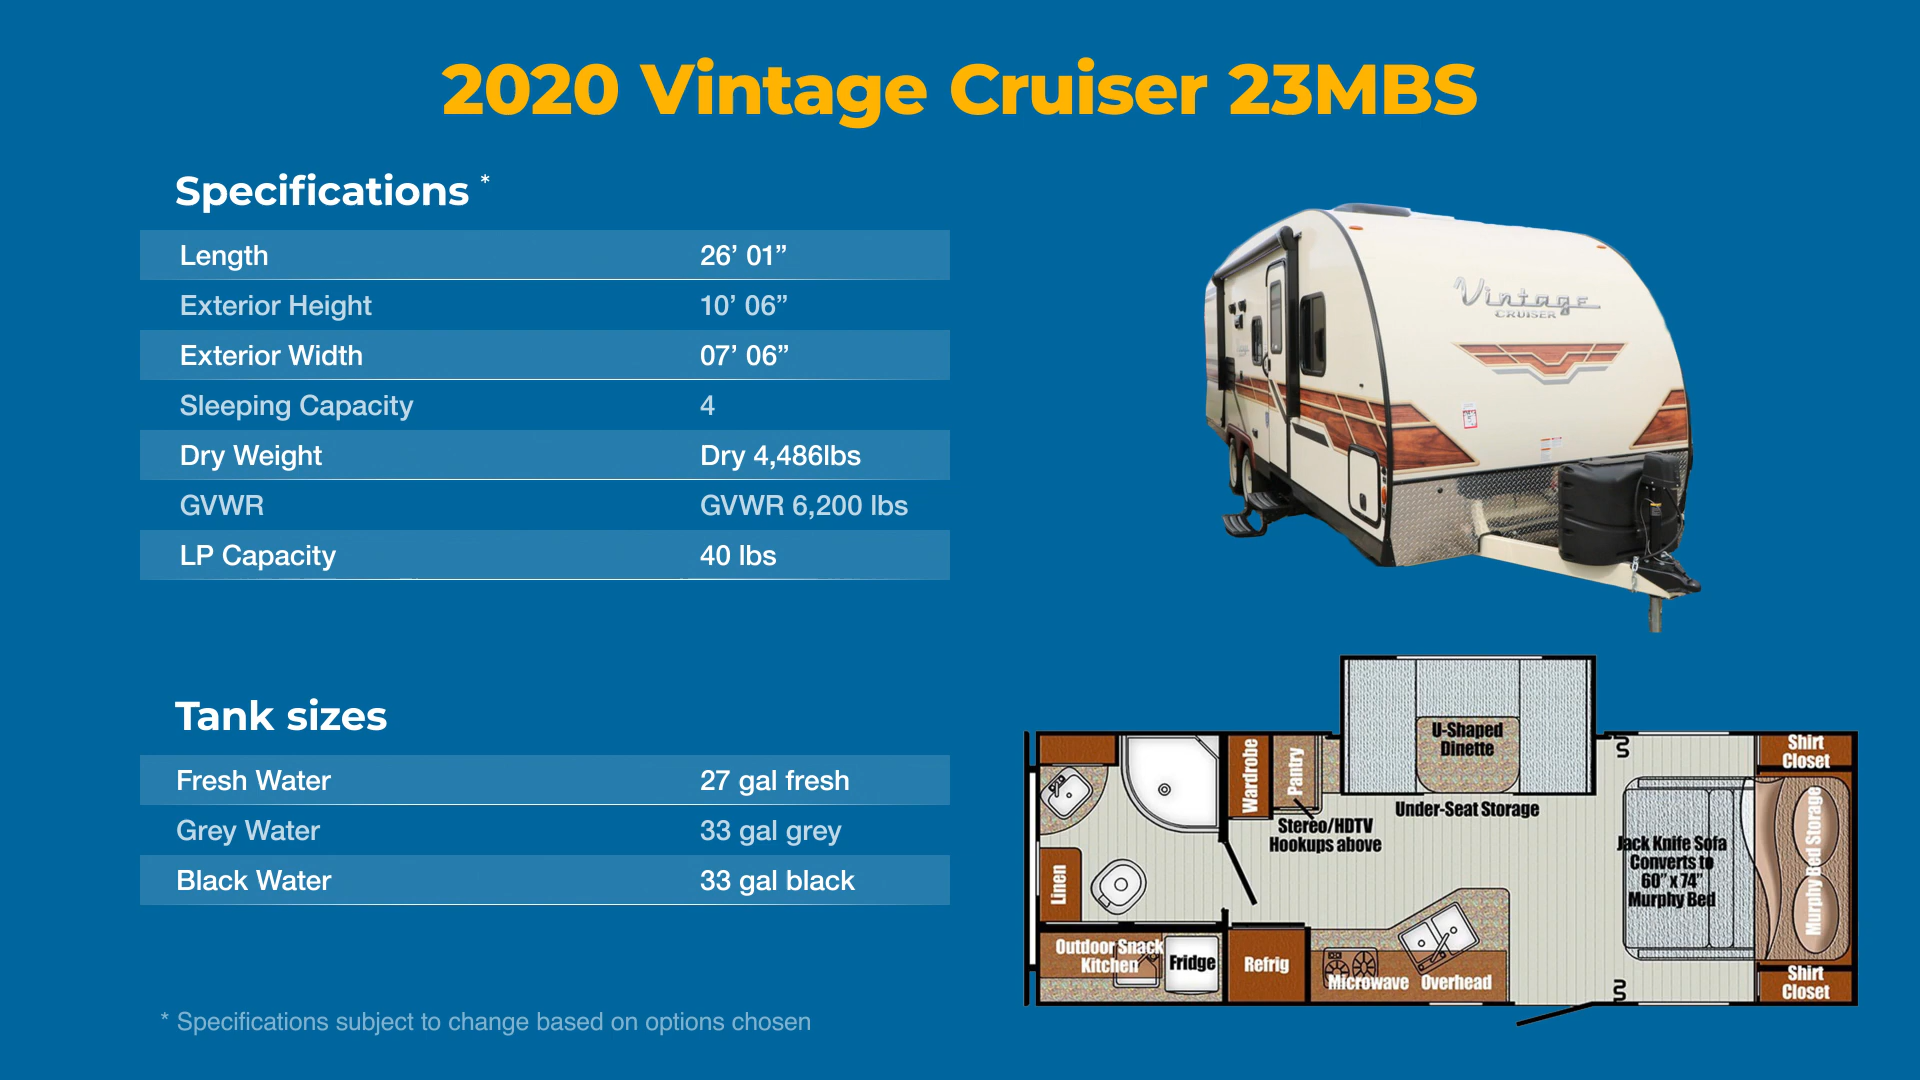 2020 Vintage Cruiser 23MBS
Specifications *
Length 26’ 01”
Exterior Height 10’ 06”
Exterior Width 07’ 06”
Sleeping Capacity 4
Dry Weight Dry 4,486lbs
GVWR GVWR 6,200 lbs
LP Capacity 40 lbs
Tank sizes
Fresh Water 27 gal fresh
Grey Water 33 gal grey
Black Water 33 gal black
* Specifications subject to change based on options chosen
Vintage
CRUISER
U-Shaped
Dinette
Under-Seat Storage
Wardrobe
Pantry
Stereo/HDTV
Hookups above
Shirt
Closet
Jack Knife Sofa
Converts to
60" x 74"
Murphy Bed
Murphy Bed Storage
Linen
Outdoor Snack
Kitchen
Fridge
Refrig
Microwave Overhead
Shirt
Closet